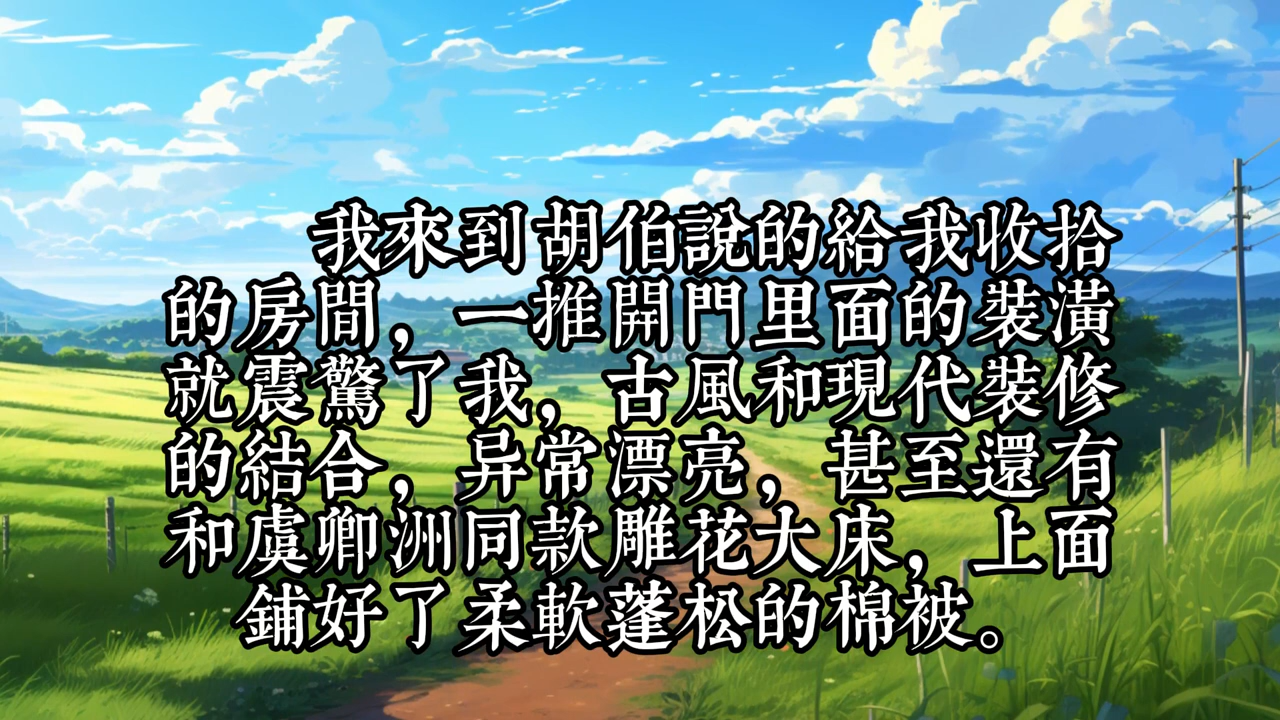 我來到胡伯說的給我收拾
的房間，一推開門里面的裝潢
就震驚了我，古風和現代裝修
的結合，异常漂亮，甚至還有
和虞卿洲同款雕花大床，上面
鋪好了柔軟蓬松的棉被。